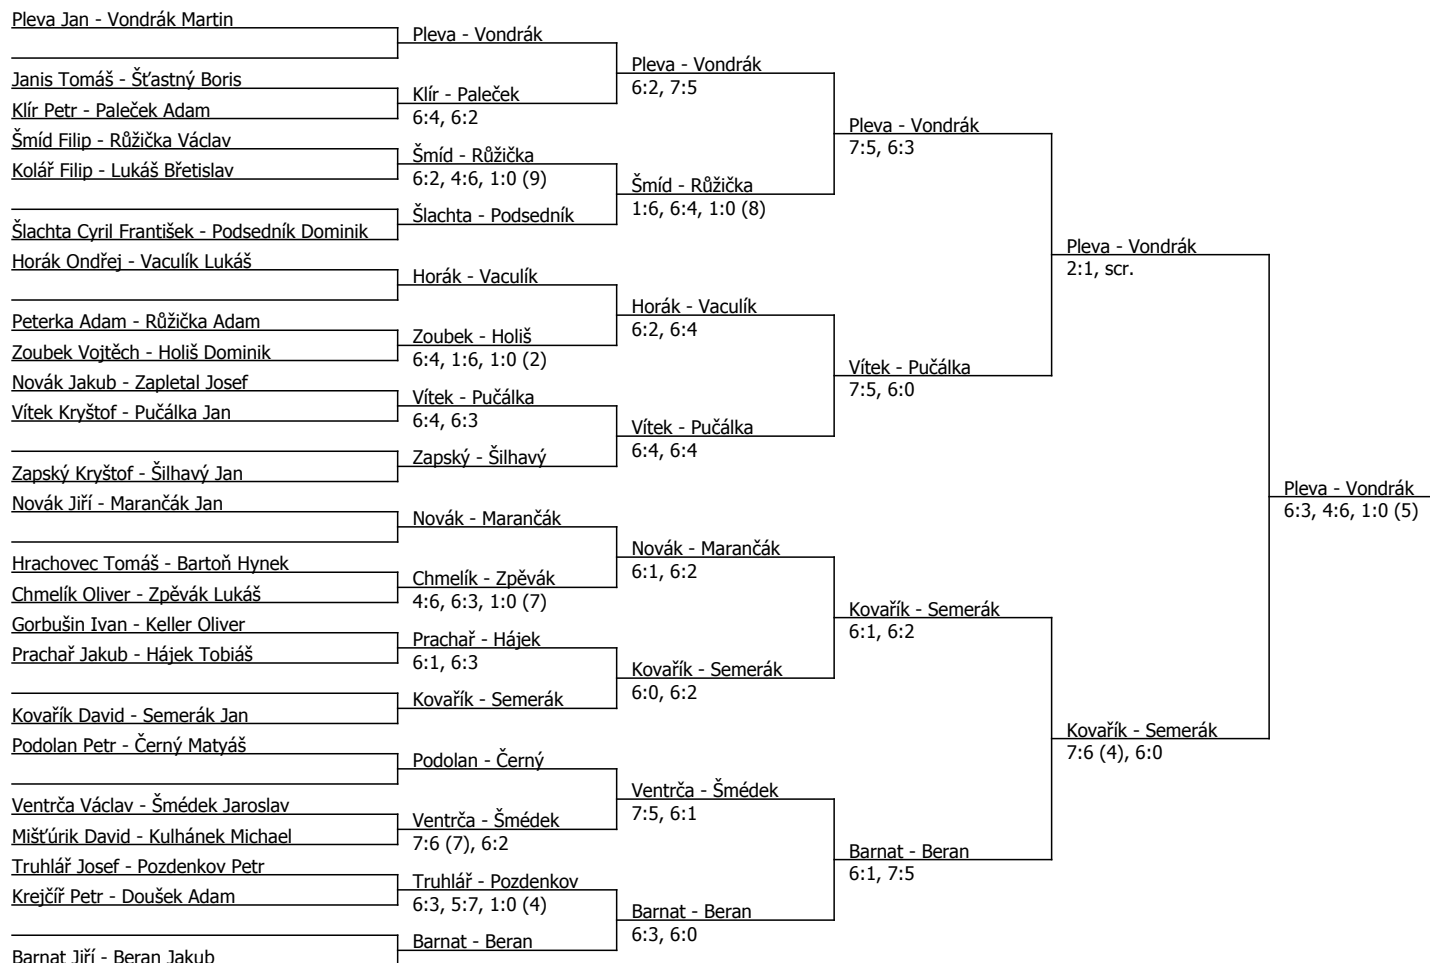 Pleva Jan - Vondrák Martin
Janis Tomáš - Šťastný Boris
Klír Petr - Paleček Adam
Šmíd Filip - Růžička Václav
Kolář Filip - Lukáš Břetislav
Šlachta Cyril František - Podsedník Dominik
Horák Ondřej - Vaculík Lukáš
Peterka Adam - Růžička Adam
Zoubek Vojtěch - Holiš Dominik
Novák Jakub - Zapletal Josef
Vítek Kryštof - Pučálka Jan
Zapský Kryštof - Šilhavý Jan
Novák Jiří - Marančák Jan
Hrachovec Tomáš - Bartoň Hynek
Chmelík Oliver - Zpěvák Lukáš
Gorbušin Ivan - Keller Oliver
Prachař Jakub - Hájek Tobiáš
Kovařík David - Semerák Jan
Podolan Petr - Černý Matyáš
Ventrča Václav - Šmédek Jaroslav
Mišťúrik David - Kulhánek Michael
Truhlář Josef - Pozdenkov Petr
Krejčíř Petr - Doušek Adam
Barnat Jiří - Beran Jakub
Pleva - Vondrák
Klír - Paleček
6:4, 6:2
Šmíd - Růžička
6:2, 4:6, 1:0 (9)
Šlachta - Podsedník
Horák - Vaculík
Zoubek - Holiš
6:4, 1:6, 1:0 (2)
Vítek - Pučálka
6:4, 6:3
Zapský - Šilhavý
Novák - Marančák
Chmelík - Zpěvák
4:6, 6:3, 1:0 (7)
Prachař - Hájek
6:1, 6:3
Kovařík - Semerák
Podolan - Černý
Ventrča - Šmédek
7:6 (7), 6:2
Truhlář - Pozdenkov
6:3, 5:7, 1:0 (4)
Barnat - Beran
Pleva - Vondrák
6:2, 7:5
Šmíd - Růžička
1:6, 6:4, 1:0 (8)
Horák - Vaculík
6:2, 6:4
Vítek - Pučálka
6:4, 6:4
Novák - Marančák
6:1, 6:2
Kovařík - Semerák
6:0, 6:2
Ventrča - Šmédek
7:5, 6:1
Barnat - Beran
6:3, 6:0
Pleva - Vondrák
7:5, 6:3
Vítek - Pučálka
7:5, 6:0
Kovařík - Semerák
6:1, 6:2
Barnat - Beran
6:1, 7:5
Pleva - Vondrák
2:1, scr.
Kovařík - Semerák
7:6 (4), 6:0
Pleva - Vondrák
6:3, 4:6, 1:0 (5)